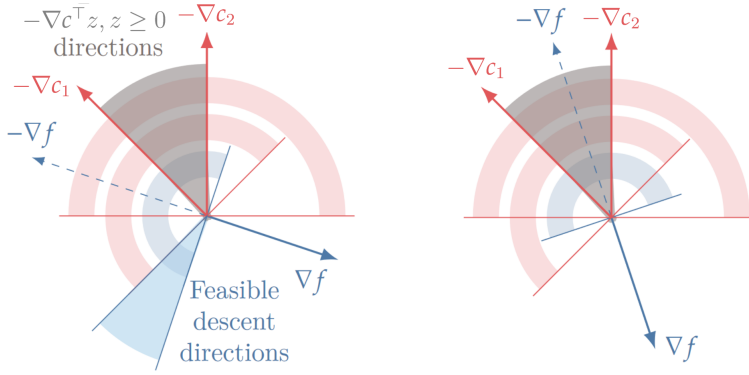 −∇c⊤z, z ≥ 0
directions
−∇c₂
−∇c₁
−∇f
∇f
Feasible
descent
directions
−∇f
−∇c₂
−∇c₁
∇f